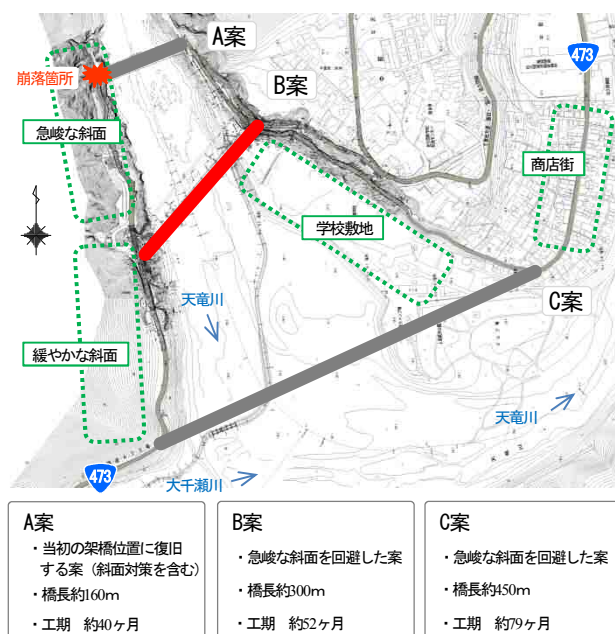 A案
473
崩落箇所
B案
急峻な斜面
商店街
学校敷地
C案
天竜川
緩やかな斜面
天竜川
473
大千瀬川
A案
・当初の架橋位置に復旧
する案（斜面対策を含む）
・橋長約160m
・工期　約40ヶ月
B案
・急峻な斜面を回避した案
・橋長約300m
・工期　約52ヶ月
C案
・急峻な斜面を回避した案
・橋長約450m
・工期　約79ヶ月